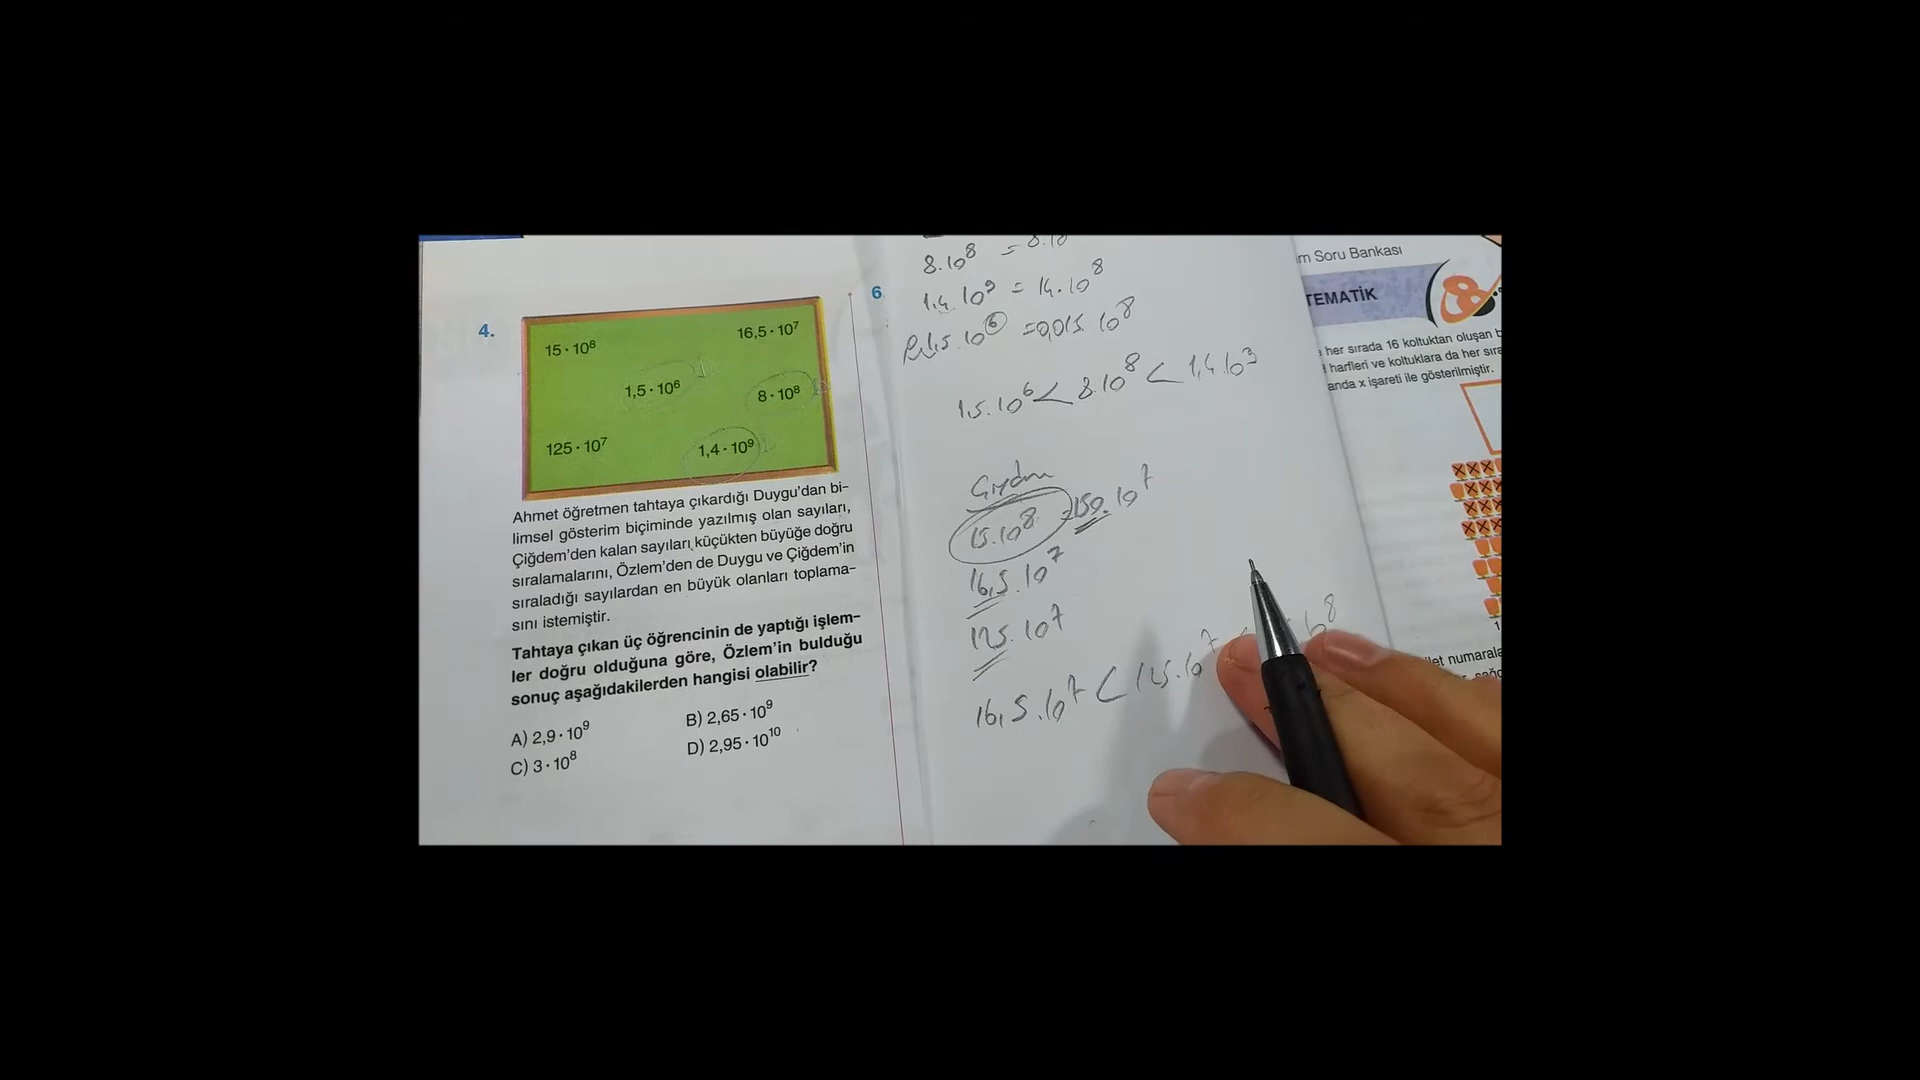 4.
15 · 10⁸
16,5 · 10⁷
1,5 · 10⁶
8 · 10⁸
125 · 10⁷
1,4 · 10⁹
Ahmet öğretmen tahtaya çıkardığı Duygu'dan bi-
limsel gösterim biçiminde yazılmış olan sayıları,
Çiğdem'den kalan sayıları küçükten büyüğe doğru
sıralamalarını, Özlem'den de Duygu ve Çiğdem'in
sıraladığı sayılardan en büyük olanları toplama-
sını istemiştir.
Tahtaya çıkan üç öğrencinin de yaptığı işlem-
ler doğru olduğuna göre, Özlem'in bulduğu
sonuç aşağıdakilerden hangisi olabilir?
A) 2,9 · 10⁹
B) 2,65 · 10⁹
C) 3 · 10⁸
D) 2,95 · 10¹⁰
6.
8.10⁸ = 8.10
1,4.10⁹ = 14.10⁸
1,5.10⁶ = 0,015.10⁸
1,5.10⁶ < 8.10⁸ < 1,4.10⁹
Çiğdem
15.10⁸ = 150.10⁷
16,5.10⁷
125.10⁷
16,5.10⁷ < 125.10⁷
m Soru Bankası
TEMATİK
8
her sırada 16 koltuktan oluşan b
harfleri ve koltuklara da her sıra
anda x işareti ile gösterilmiştir.
let numarala